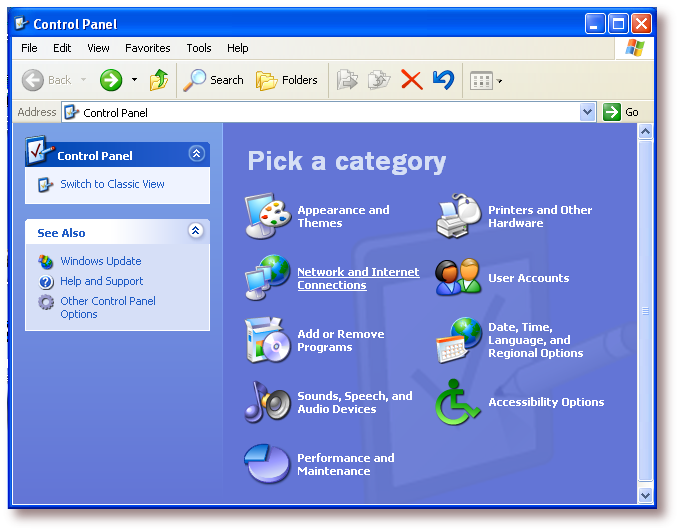 Control Panel
File Edit View Favorites Tools Help
Back Search Folders
Address Control Panel Go
Control Panel
Switch to Classic View
See Also
Windows Update
Help and Support
Other Control Panel
Options
Pick a category
Appearance and
Themes
Printers and Other
Hardware
Network and Internet
Connections
User Accounts
Add or Remove
Programs
Date, Time,
Language, and
Regional Options
Sounds, Speech, and
Audio Devices
Accessibility Options
Performance and
Maintenance